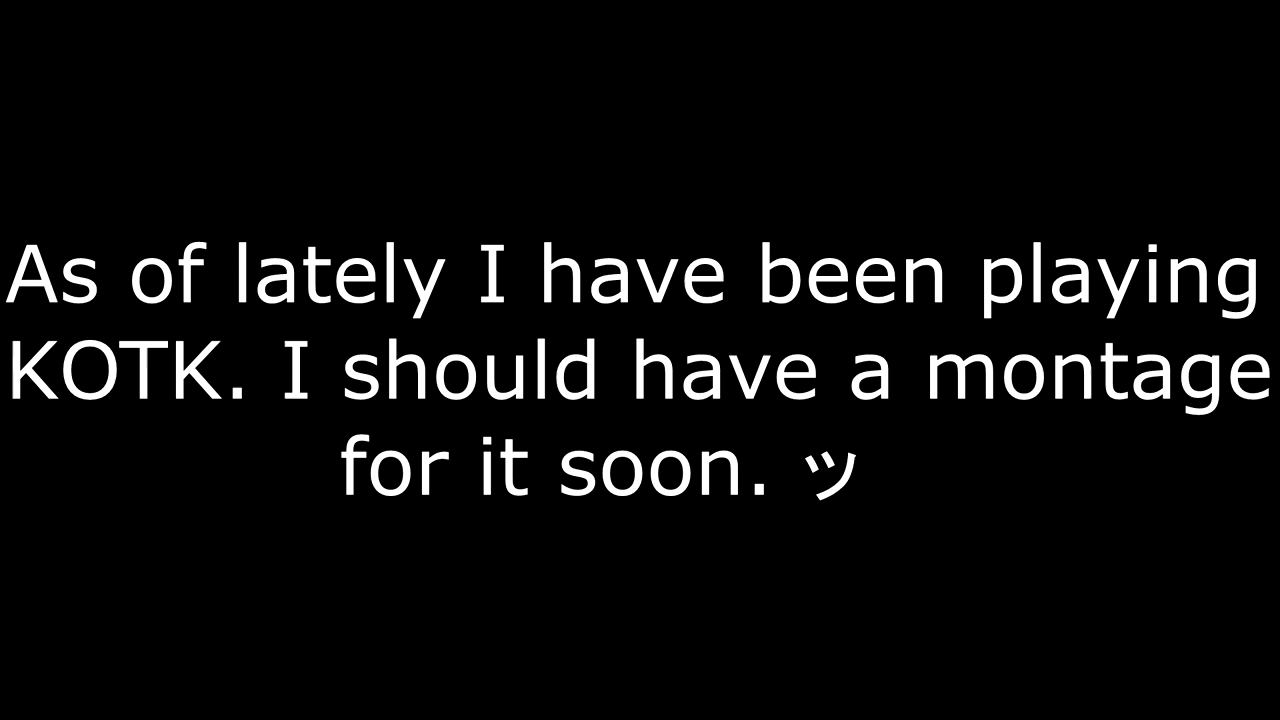 As of lately I have been playing
KOTK. I should have a montage
for it soon. ッ